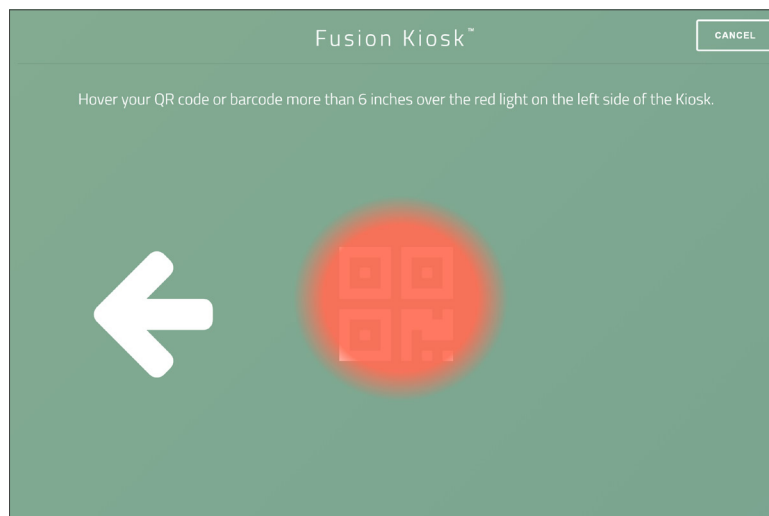 Fusion Kiosk™
CANCEL
Hover your QR code or barcode more than 6 inches over the red light on the left side of the Kiosk.